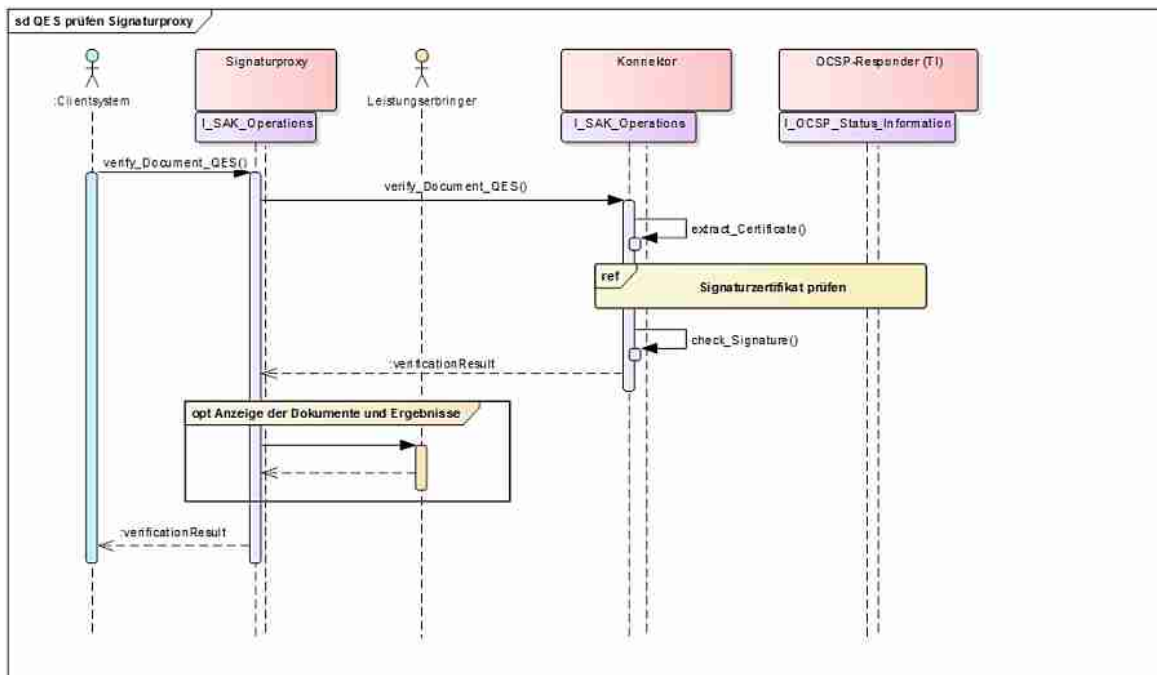 sd QES prüfen Signaturproxy
:Clientsystem
Signaturproxy
I_SAK_Operations
Leistungserbringer
Konnektor
I_SAK_Operations
OCSP-Responder (TI)
I_OCSP_Status_Information
verify_Document_QES()
verify_Document_QES()
extract_Certificate()
ref
Signaturzertifikat prüfen
check_Signature()
:verificationResult
opt Anzeige der Dokumente und Ergebnisse
:verificationResult